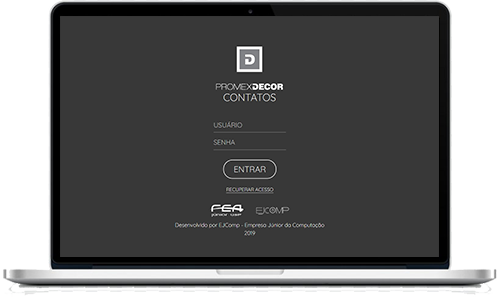 D
PROMEXDECOR
CONTATOS
USUÁRIO
SENHA
ENTRAR
RECUPERAR ACESSO
FEA júnior USP EJCOMP
Desenvolvido por EJComp - Empresa Júnior da Computação
2019